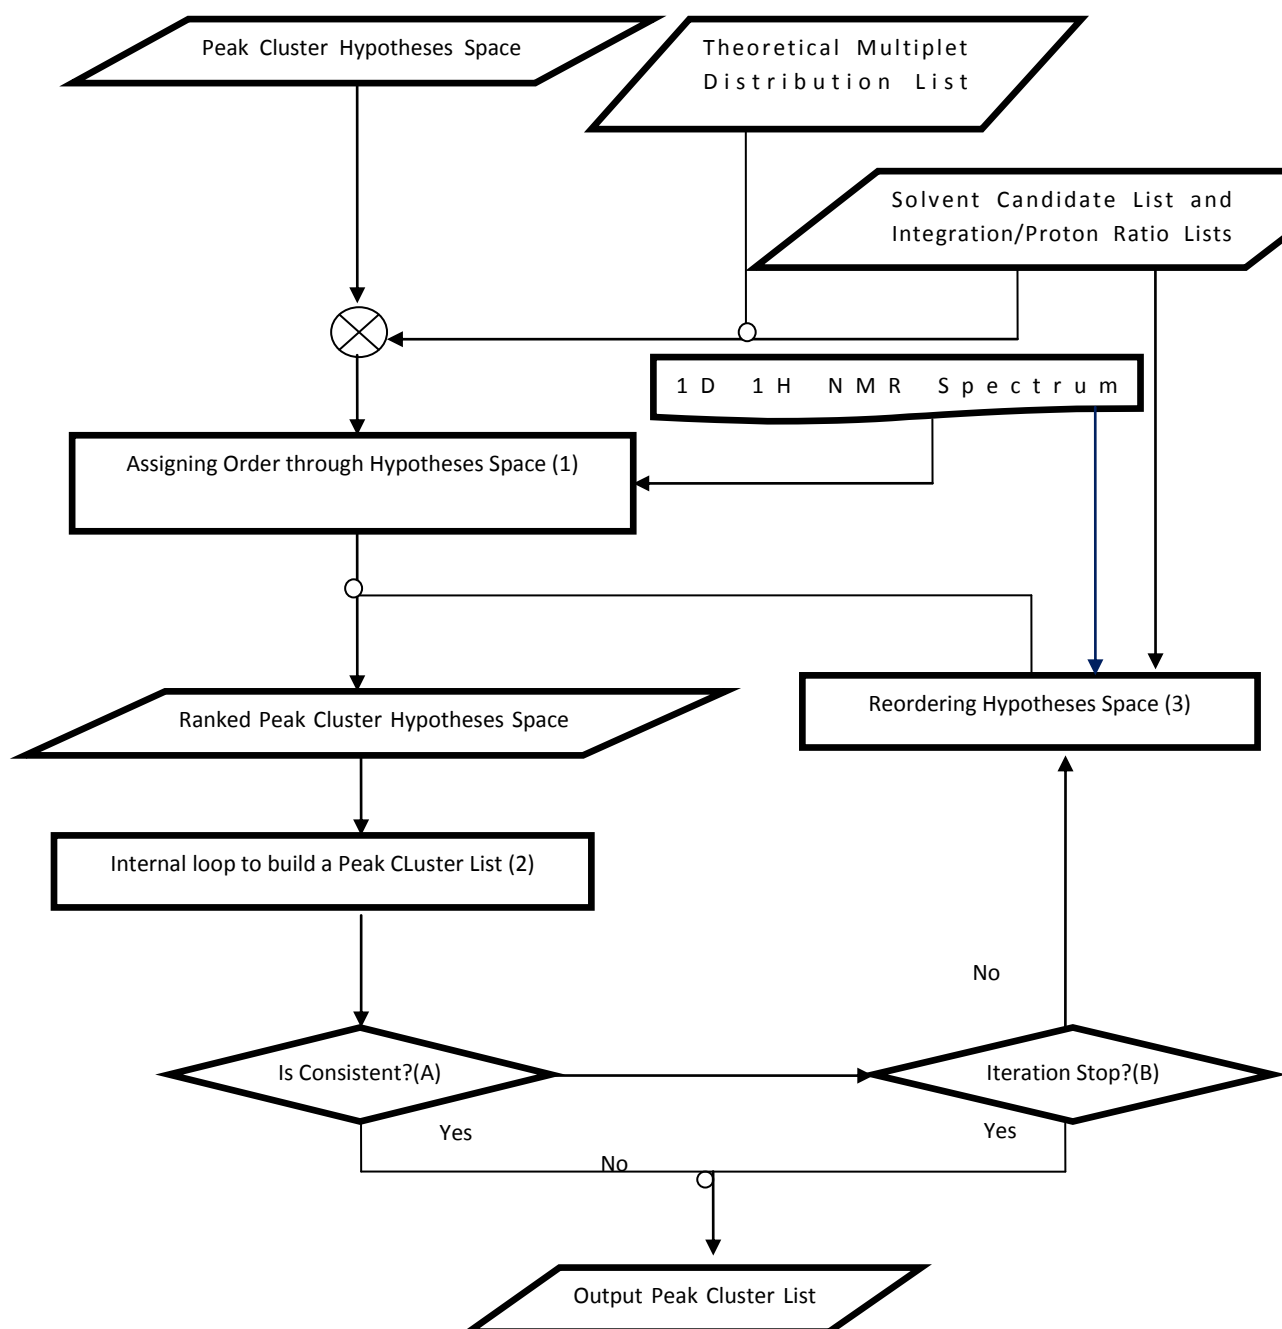 Peak Cluster Hypotheses Space
Theoretical Multiplet
Distribution List
Solvent Candidate List and
Integration/Proton Ratio Lists
1D 1H NMR Spectrum
Assigning Order through Hypotheses Space (1)
Ranked Peak Cluster Hypotheses Space
Reordering Hypotheses Space (3)
Internal loop to build a Peak CLuster List (2)
No
Is Consistent?(A)
Iteration Stop?(B)
Yes
Yes
No
Output Peak Cluster List